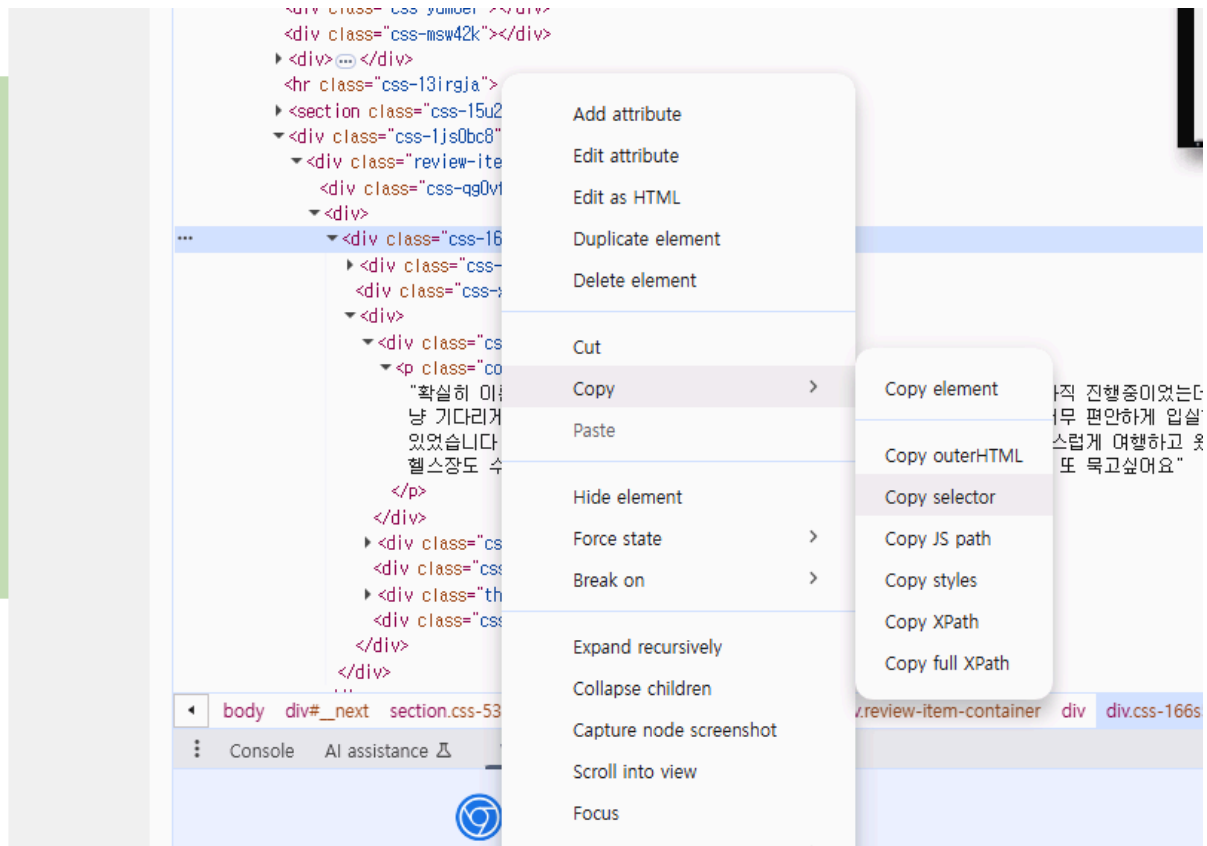 <div class="css-msw42k"></div>
<div> ••• </div>
<hr class="css-13irgja">
<section class="css-15u2
<div class="css-1js0bc8"
<div class="review-ite
<div class="css-qg0vt
<div>
<div class="css-16
<div class="css-
<div class="css-x
<div>
<div class="cs
<p class="co
"확실히 이름
직 진행중이었는데
냥 기다리게
무 편안하게 입실
있었습니다
스럽게 여행하고 왓
헬스장도 수
또 묵고싶어요"
</p>
</div>
<div class="cs
<div class="css
<div class="th
<div class="css
</div>
</div>
Add attribute
Edit attribute
Edit as HTML
Duplicate element
Delete element
Cut
Copy
Paste
Hide element
Force state
Break on
Expand recursively
Collapse children
Capture node screenshot
Scroll into view
Focus
Copy element
Copy outerHTML
Copy selector
Copy JS path
Copy styles
Copy XPath
Copy full XPath
body div#__next section.css-53 v.review-item-container div div.css-166s
Console AI assistance